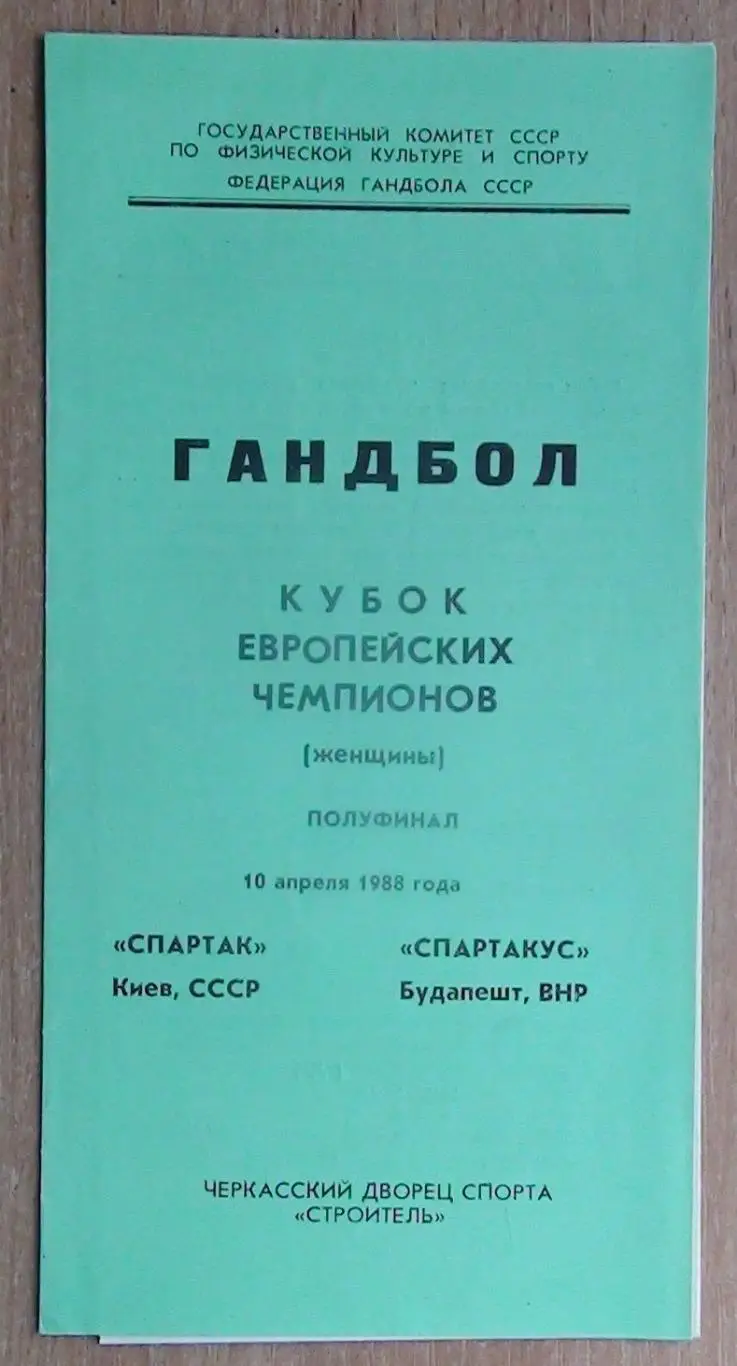 ГОСУДАРСТВЕННЫЙ КОМИТЕТ СССР
ПО ФИЗИЧЕСКОЙ КУЛЬТУРЕ И СПОРТУ
ФЕДЕРАЦИЯ ГАНДБОЛА СССР
ГАНДБОЛ
КУБОК
ЕВРОПЕЙСКИХ
ЧЕМПИОНОВ
(женщины)
ПОЛУФИНАЛ
10 апреля 1988 года
«СПАРТАК» «СПАРТАКУС»
Киев, СССР Будапешт, ВНР
ЧЕРКАССКИЙ ДВОРЕЦ СПОРТА
«СТРОИТЕЛЬ»